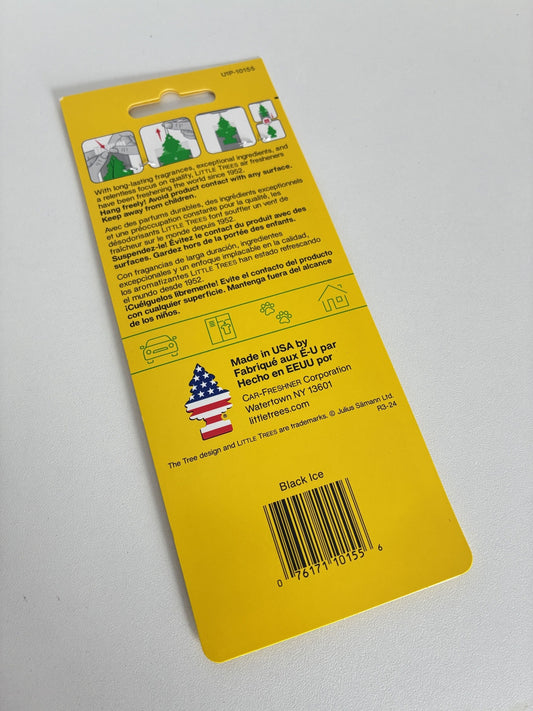 U1P-10155
With long-lasting fragrances, exceptional ingredients, and
a relentless focus on quality, LITTLE TREES air fresheners
have been freshening the world since 1952.
Hang freely! Avoid product contact with any surface.
Keep away from children.
Avec des parfums durables, des ingrédients exceptionnels
et une préoccupation constante pour la qualité, les
désodorisants LITTLE TREES font souffler un vent de
fraîcheur sur le monde depuis 1952.
Suspendez-le! Évitez le contact du produit avec des
surfaces. Gardez hors de la portée des enfants.
Con fragancias de larga duración, ingredientes
excepcionales y un enfoque implacable en la calidad,
los aromatizantes LITTLE TREES han estado refrescando
el mundo desde 1952.
¡Cuélguelos libremente! Evite el contacto del producto
con cualquier superficie. Mantenga fuera del alcance
de los niños.
Made in USA by
Fabriqué aux É-U par
Hecho en EEUU por
CAR-FRESHNER Corporation
Watertown NY 13601
littletrees.com
The Tree design and LITTLE TREES are trademarks. © Julius Sämann Ltd.
R3-24
Black Ice
0 76171 10155 6